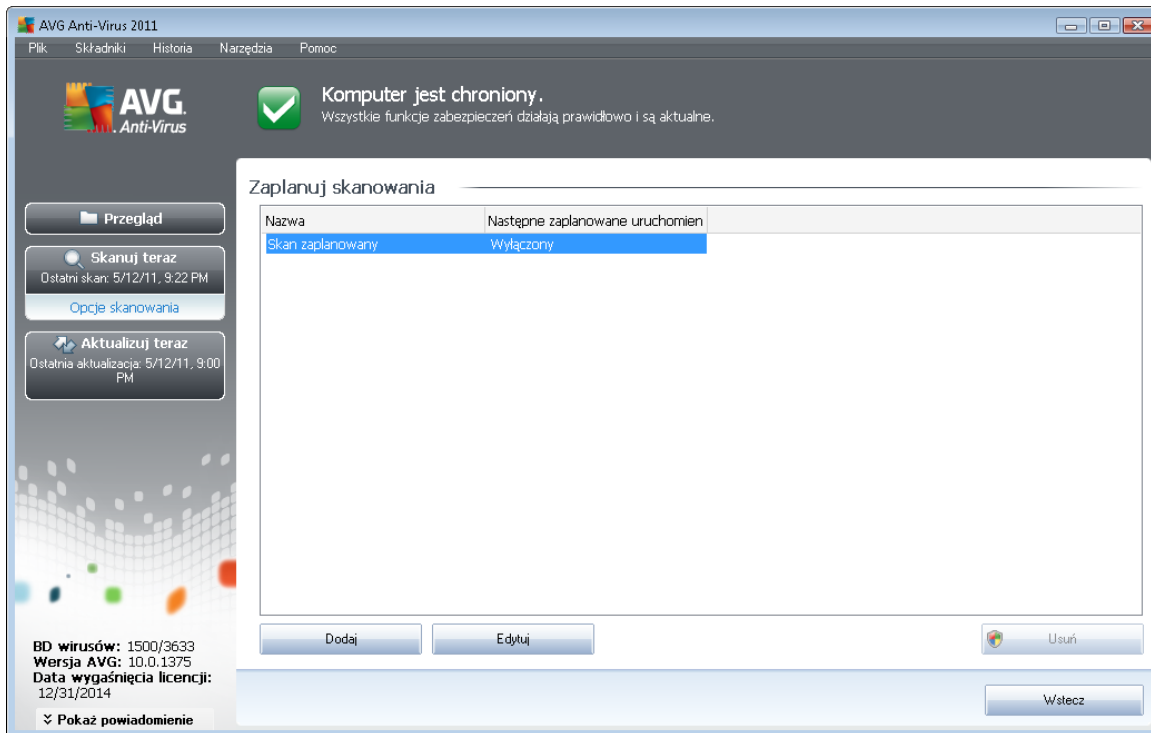 AVG Anti-Virus 2011
Plik Składniki Historia Narzędzia Pomoc
AVG.
Anti-Virus
Komputer jest chroniony.
Wszystkie funkcje zabezpieczeń działają prawidłowo i są aktualne.
Przegląd
Skanuj teraz
Ostatni skan: 5/12/11, 9:22 PM
Opcje skanowania
Aktualizuj teraz
Ostatnia aktualizacja: 5/12/11, 9:00
PM
BD wirusów: 1500/3633
Wersja AVG: 10.0.1375
Data wygaśnięcia licencji:
12/31/2014
Pokaż powiadomienie
Zaplanuj skanowania
Nazwa Następne zaplanowane uruchomien
Skan zaplanowany Wyłączony
Dodaj Edytuj Usuń
Wstecz